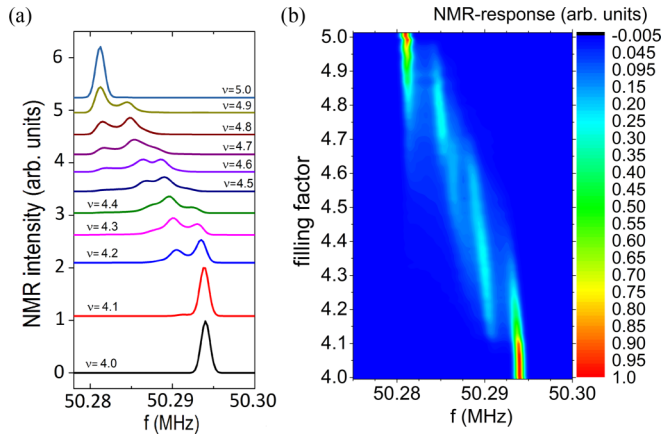 (a)
NMR intensity (arb. units)
6
5
4
3
2
1
0
ν=5.0
ν=4.9
ν=4.8
ν=4.7
ν=4.6
ν=4.5
ν=4.4
ν=4.3
ν=4.2
ν=4.1
ν=4.0
50.28 50.29 50.30
f (MHz)
(b)
NMR-response (arb. units)
filling factor
5.0
4.9
4.8
4.7
4.6
4.5
4.4
4.3
4.2
4.1
4.0
50.28 50.29 50.30
f (MHz)
-0.005
0.045
0.095
0.145
0.195
0.20
0.25
0.30
0.35
0.40
0.45
0.50
0.55
0.60
0.65
0.70
0.75
0.80
0.85
0.90
0.95
1.0